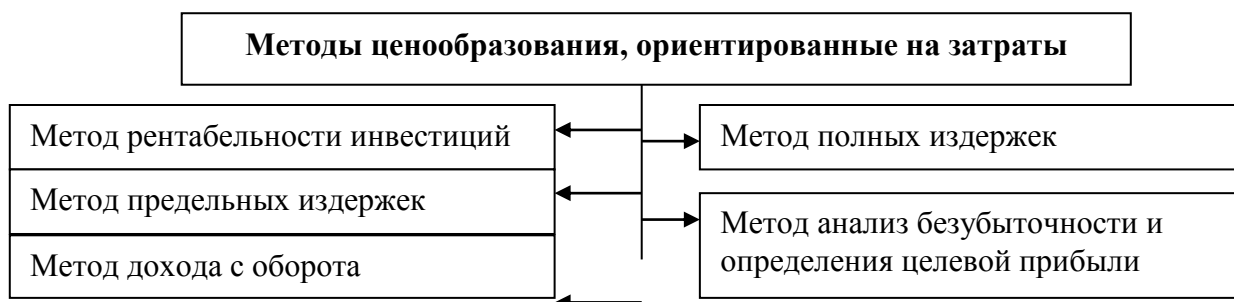 Методы ценообразования, ориентированные на затраты
Метод рентабельности инвестиций
Метод предельных издержек
Метод дохода с оборота
Метод полных издержек
Метод анализ безубыточности и
определения целевой прибыли